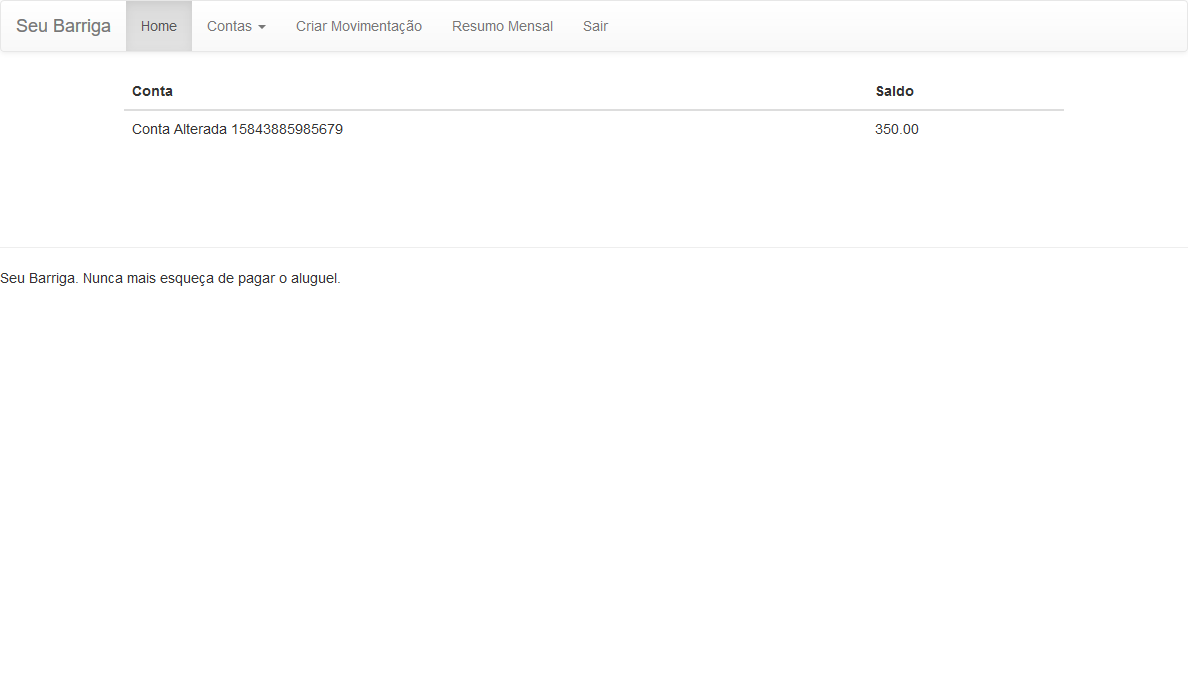 Seu Barriga Home Contas Criar Movimentação Resumo Mensal Sair
Conta Saldo
Conta Alterada 15843885985679 350.00
Seu Barriga. Nunca mais esqueça de pagar o aluguel.